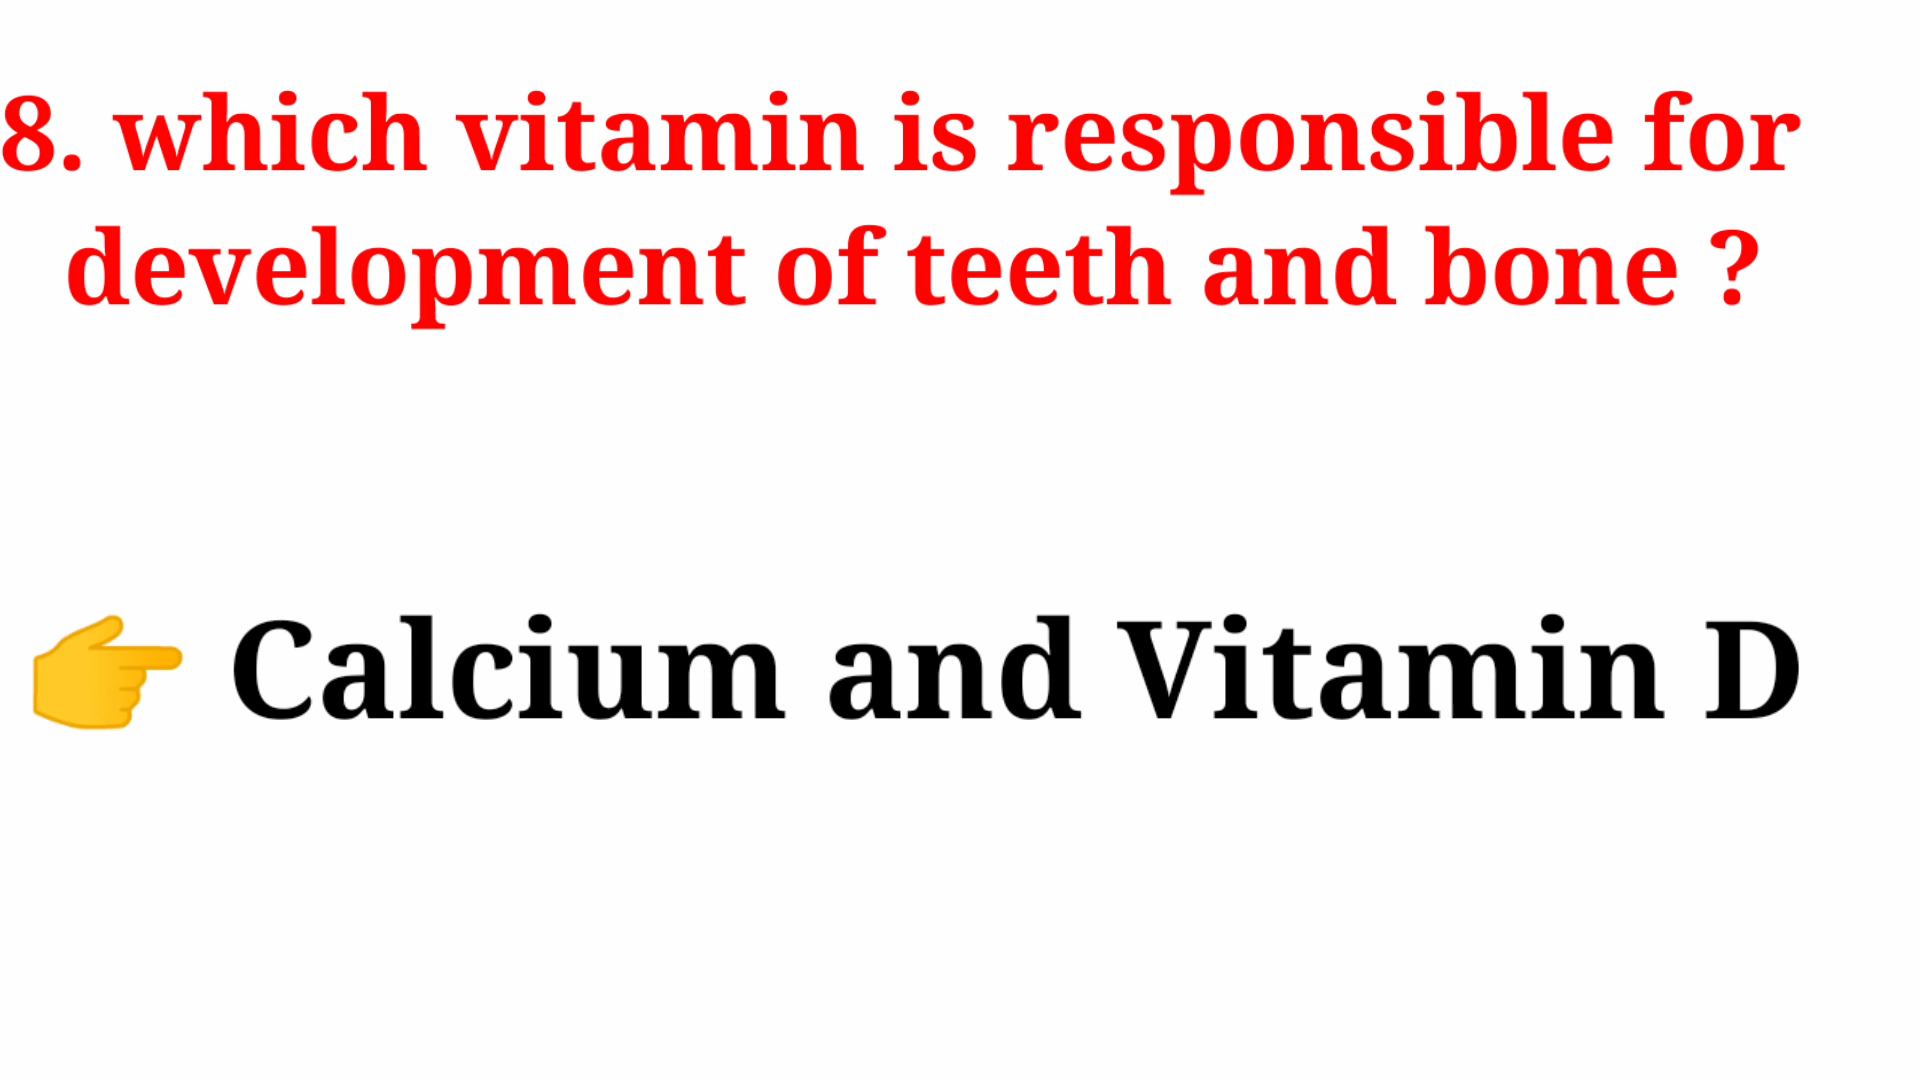 8. which vitamin is responsible for
development of teeth and bone ?
👉 Calcium and Vitamin D